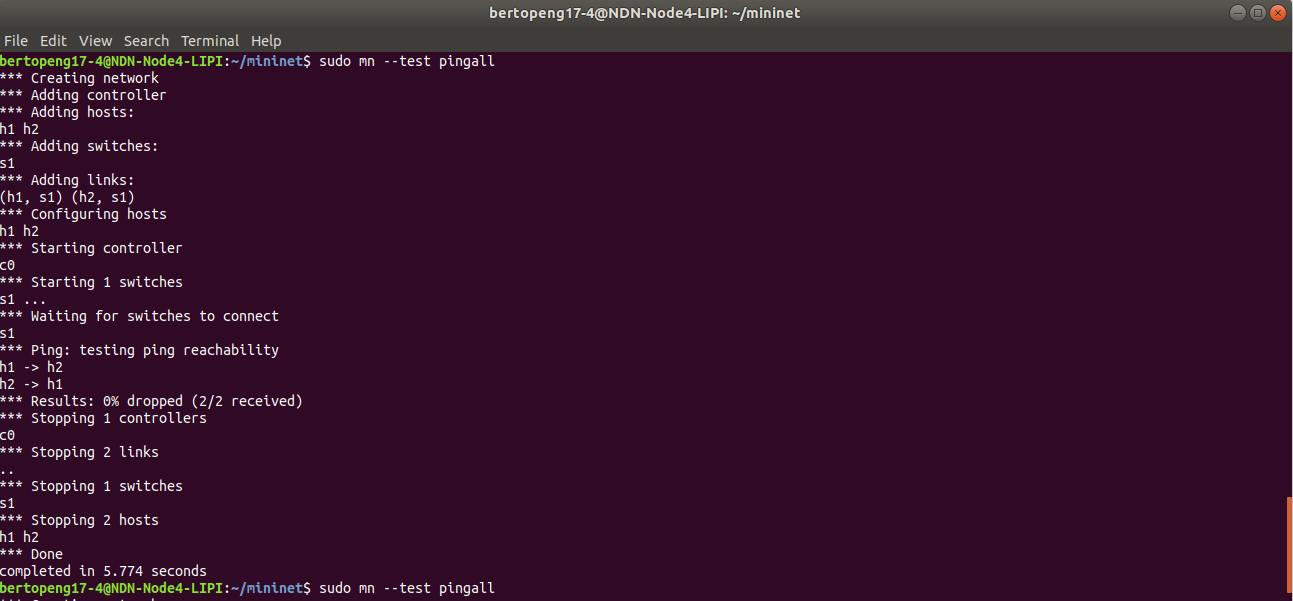 bertopeng17-4@NDN-Node4-LIPI: ~/mininet
File Edit View Search Terminal Help
bertopeng17-4@NDN-Node4-LIPI:~/mininet$ sudo mn --test pingall
*** Creating network
*** Adding controller
*** Adding hosts:
h1 h2
*** Adding switches:
s1
*** Adding links:
(h1, s1) (h2, s1)
*** Configuring hosts
h1 h2
*** Starting controller
c0
*** Starting 1 switches
s1 ...
*** Waiting for switches to connect
s1
*** Ping: testing ping reachability
h1 -> h2
h2 -> h1
*** Results: 0% dropped (2/2 received)
*** Stopping 1 controllers
c0
*** Stopping 2 links
..
*** Stopping 1 switches
s1
*** Stopping 2 hosts
h1 h2
*** Done
completed in 5.774 seconds
bertopeng17-4@NDN-Node4-LIPI:~/mininet$ sudo mn --test pingall